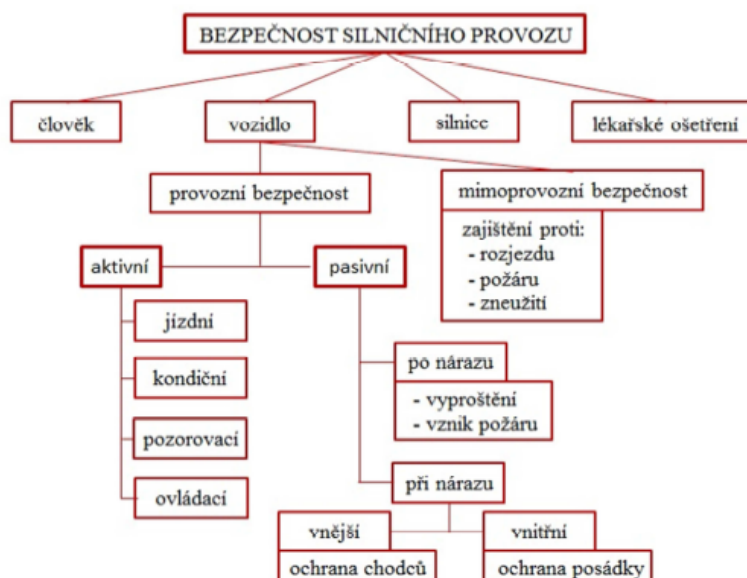 BEZPEČNOST SILNIČNÍHO PROVOZU
člověk
vozidlo
silnice
lékařské ošetření
provozní bezpečnost
mimoprovozní bezpečnost
zajištění proti:
- rozjezdu
- požáru
- zneužití
aktivní
pasivní
jízdní
kondiční
pozorovací
ovládací
po nárazu
- vyproštění
- vznik požáru
při nárazu
vnější
ochrana chodců
vnitřní
ochrana posádky